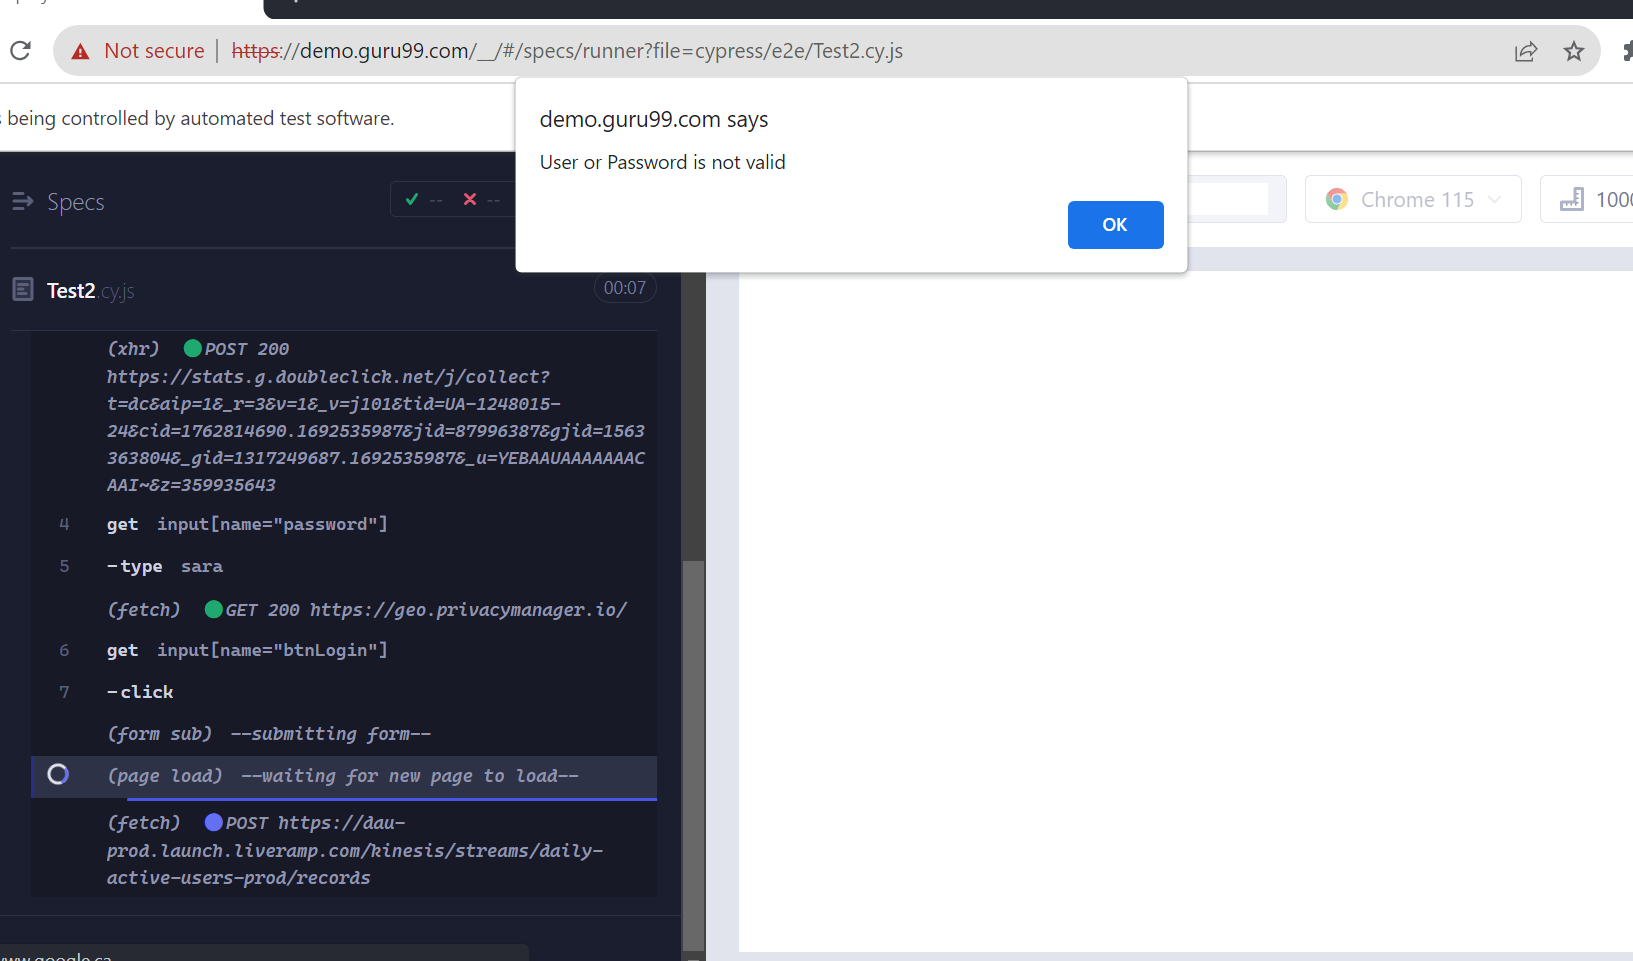 Not secure | https://demo.guru99.com/__/#/specs/runner?file=cypress/e2e/Test2.cy.js
being controlled by automated test software.
demo.guru99.com says
User or Password is not valid
OK
Specs
-- --
Chrome 115
Test2.cy.js
00:07
(xhr) POST 200
https://stats.g.doubleclick.net/j/collect?
t=dc&aip=1&_r=3&v=1&_v=j101&tid=UA-1248015-
24&cid=1762814690.1692535987&jid=87996387&gjid=1563
363804&_gid=1317249687.1692535987&_u=YEBAAUAAAAAAAC
AAI~&z=359935643
4 get input[name="password"]
5 -type sara
(fetch) GET 200 https://geo.privacymanager.io/
6 get input[name="btnLogin"]
7 -click
(form sub) --submitting form--
(page load) --waiting for new page to load--
(fetch) POST https://dau-
prod.launch.liveramp.com/kinesis/streams/daily-
active-users-prod/records